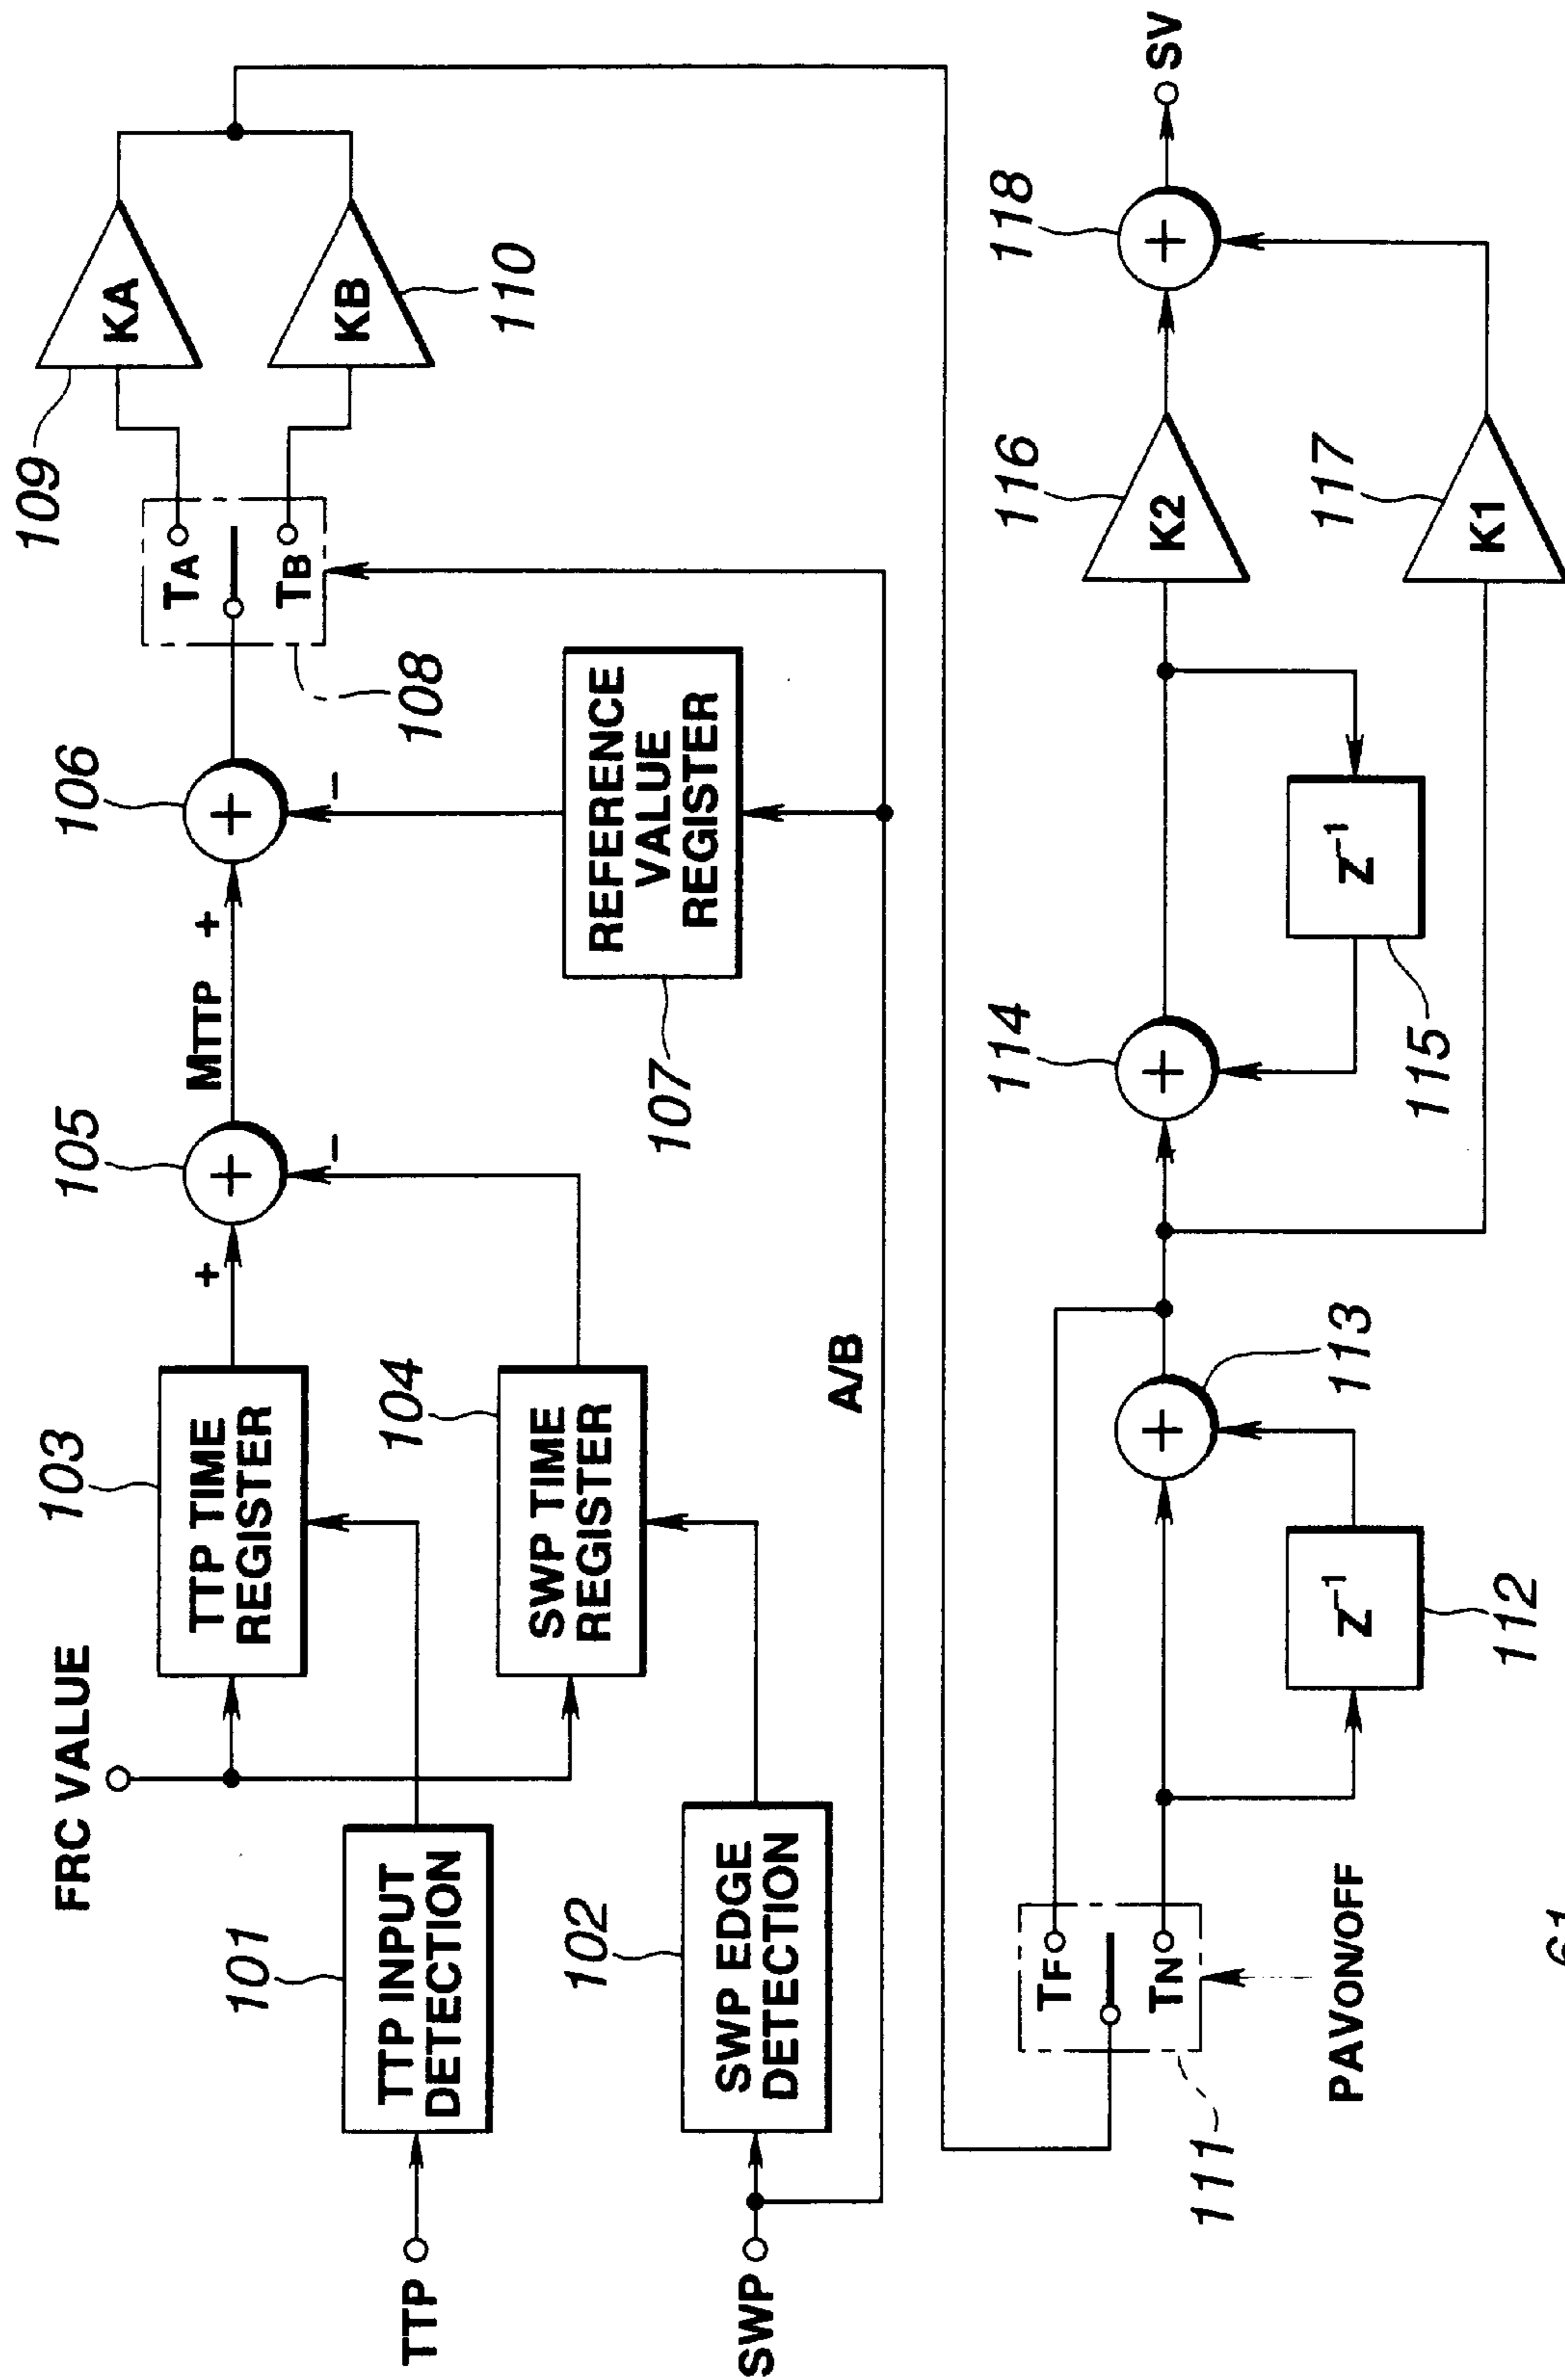 FRC VALUE
TTP
101
TTP INPUT
DETECTION
103
TTP TIME
REGISTER
+
105
+
−
MTTP
+
106
+
−
108
TA
TB
109
KA
KB
110
SWP
102
SWP EDGE
DETECTION
104
SWP TIME
REGISTER
107
REFERENCE
VALUE
REGISTER
A/B
111
TF
TN
PAVON/OFF
112
Z⁻¹
113
+
114
+
115
Z⁻¹
116
K2
117
K1
118
+
SV